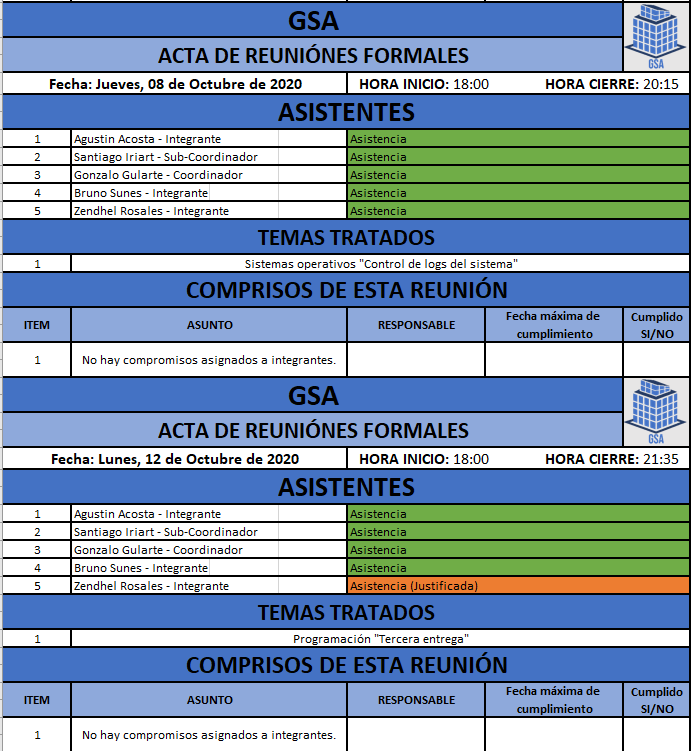 GSA
GSA
ACTA DE REUNIÓNES FORMALES
Fecha: Jueves, 08 de Octubre de 2020 HORA INICIO: 18:00 HORA CIERRE: 20:15
ASISTENTES
1 Agustin Acosta - Integrante Asistencia
2 Santiago Iriart - Sub-Coordinador Asistencia
3 Gonzalo Gularte - Coordinador Asistencia
4 Bruno Sunes - Integrante Asistencia
5 Zendhel Rosales - Integrante Asistencia
TEMAS TRATADOS
1 Sistemas operativos "Control de logs del sistema"
COMPRISOS DE ESTA REUNIÓN
ITEM ASUNTO RESPONSABLE Fecha máxima de cumplimiento Cumplido SI/NO
1 No hay compromisos asignados a integrantes.
GSA
GSA
ACTA DE REUNIÓNES FORMALES
Fecha: Lunes, 12 de Octubre de 2020 HORA INICIO: 18:00 HORA CIERRE: 21:35
ASISTENTES
1 Agustin Acosta - Integrante Asistencia
2 Santiago Iriart - Sub-Coordinador Asistencia
3 Gonzalo Gularte - Coordinador Asistencia
4 Bruno Sunes - Integrante Asistencia
5 Zendhel Rosales - Integrante Asistencia (Justificada)
TEMAS TRATADOS
1 Programación "Tercera entrega"
COMPRISOS DE ESTA REUNIÓN
ITEM ASUNTO RESPONSABLE Fecha máxima de cumplimiento Cumplido SI/NO
1 No hay compromisos asignados a integrantes.